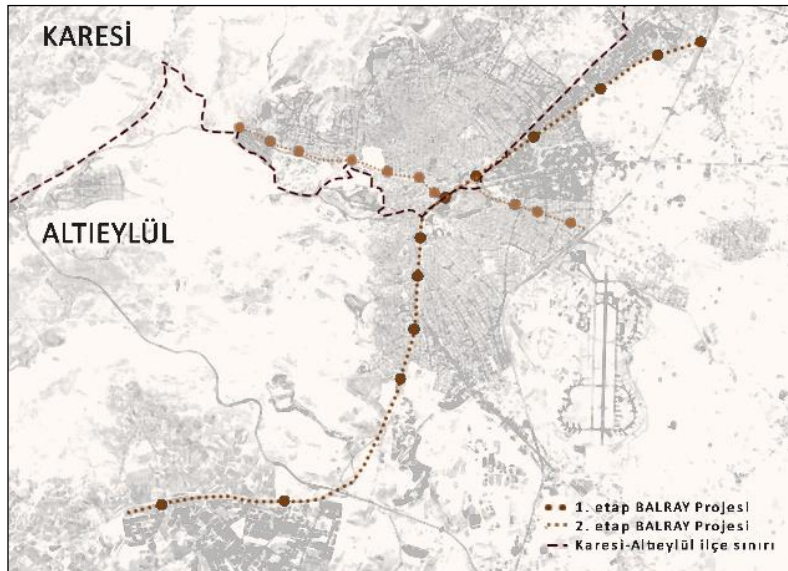 KARESİ
ALTIEYLÜL
1. etap BALRAY Projesi
2. etap BALRAY Projesi
Karesi-Altıeylül ilçe sınırı